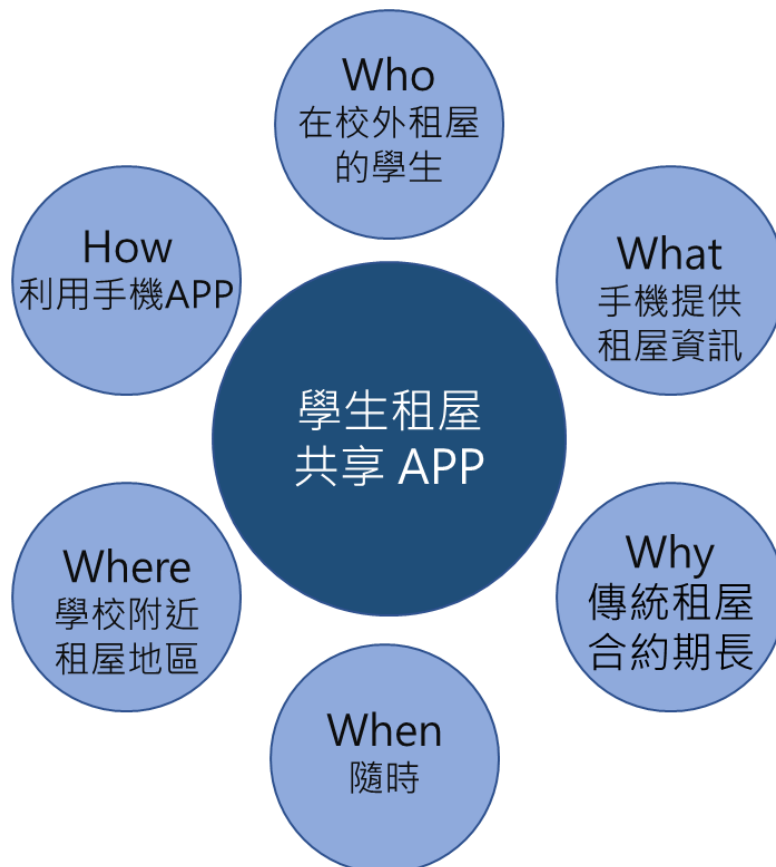 Who
在校外租屋
的學生
What
手機提供
租屋資訊
Why
傳統租屋
合約期長
When
隨時
Where
學校附近
租屋地區
How
利用手機APP
學生租屋
共享 APP